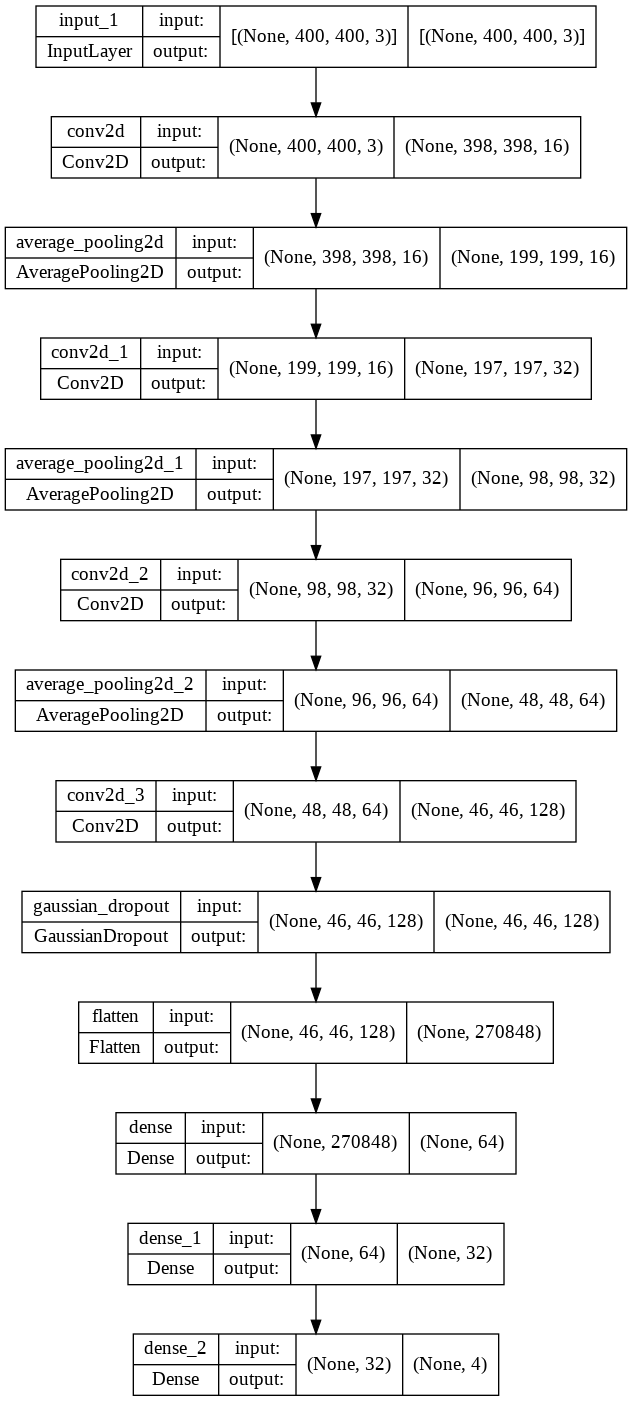 input_1 input: [(None, 400, 400, 3)] [(None, 400, 400, 3)]
InputLayer output:
conv2d input: (None, 400, 400, 3) (None, 398, 398, 16)
Conv2D output:
average_pooling2d input: (None, 398, 398, 16) (None, 199, 199, 16)
AveragePooling2D output:
conv2d_1 input: (None, 199, 199, 16) (None, 197, 197, 32)
Conv2D output:
average_pooling2d_1 input: (None, 197, 197, 32) (None, 98, 98, 32)
AveragePooling2D output:
conv2d_2 input: (None, 98, 98, 32) (None, 96, 96, 64)
Conv2D output:
average_pooling2d_2 input: (None, 96, 96, 64) (None, 48, 48, 64)
AveragePooling2D output:
conv2d_3 input: (None, 48, 48, 64) (None, 46, 46, 128)
Conv2D output:
gaussian_dropout input: (None, 46, 46, 128) (None, 46, 46, 128)
GaussianDropout output:
flatten input: (None, 46, 46, 128) (None, 270848)
Flatten output:
dense input: (None, 270848) (None, 64)
Dense output:
dense_1 input: (None, 64) (None, 32)
Dense output:
dense_2 input: (None, 32) (None, 4)
Dense output: